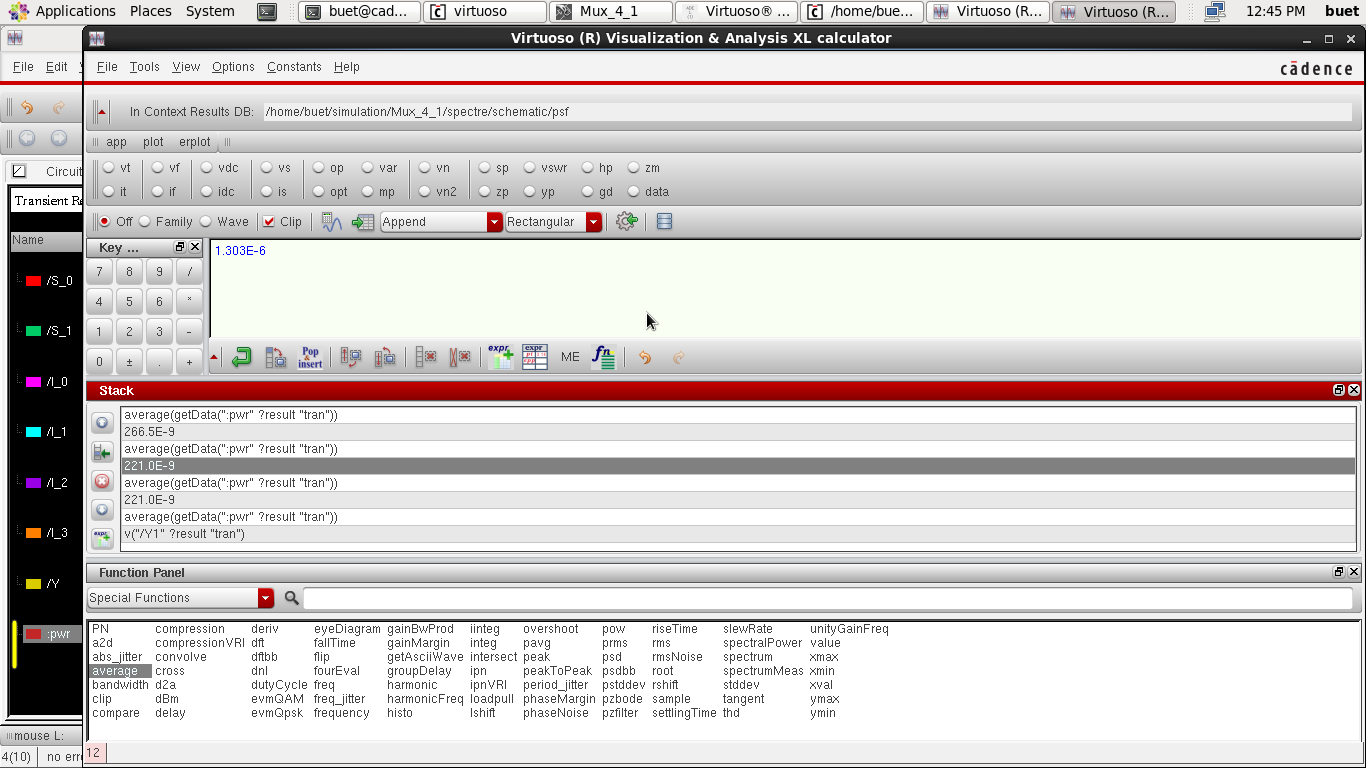 Applications Places System buet@cad... virtuoso Mux_4_1 Virtuoso® ... /home/bue... Virtuoso (R... Virtuoso (R... 12:45 PM buet
Virtuoso (R) Visualization & Analysis XL calculator
File Edit
File Tools View Options Constants Help cādence
In Context Results DB: /home/buet/simulation/Mux_4_1/spectre/schematic/psf
app plot erplot
vt vf vdc vs op var vn sp vswr hp zm
Circuit
it if idc is opt mp vn2 zp yp gd data
Transient Re
Off Family Wave Clip Append Rectangular
Name
Key ...
1.303E-6
7 8 9 /
/S_0
4 5 6 *
1 2 3 -
/S_1
0 ± . +
Pop insert expr expr ME fn
/I_0
Stack
average(getData(":pwr" ?result "tran"))
266.5E-9
/I_1
average(getData(":pwr" ?result "tran"))
221.0E-9
/I_2
average(getData(":pwr" ?result "tran"))
221.0E-9
average(getData(":pwr" ?result "tran"))
/I_3
v("/Y1" ?result "tran")
expr
Function Panel
/Y
Special Functions
:pwr
PN compression deriv eyeDiagram gainBwProd iinteg overshoot pow riseTime slewRate unityGainFreq
a2d compressionVRI dft fallTime gainMargin integ pavg prms rms spectralPower value
abs_jitter convolve dftbb flip getAsciiWave intersect peak psd rmsNoise spectrum xmax
average cross dnl fourEval groupDelay ipn peakToPeak psdbb root spectrumMeas xmin
bandwidth d2a dutyCycle freq harmonic ipnVRI period_jitter pstddev rshift stddev xval
clip dBm evmQAM freq_jitter harmonicFreq loadpull phaseMargin pzbode sample tangent ymax
compare delay evmQpsk frequency histo lshift phaseNoise pzfilter settlingTime thd ymin
mouse L:
4(10) no erro
12